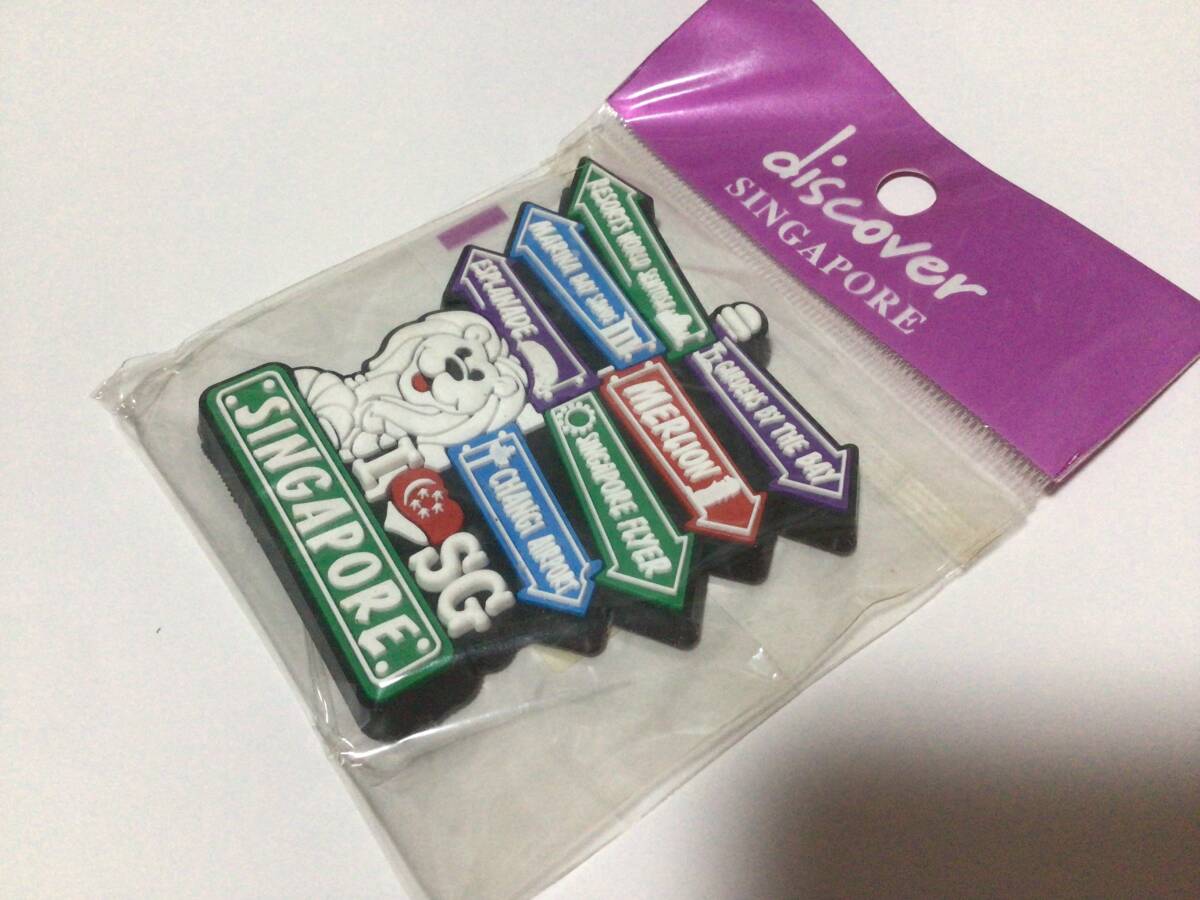 discover
SINGAPORE
RESORTS WORLD SENTOSA
MARINA BAY SANDS
ESPLANADE
GARDENS BY THE BAY
MERLION
SINGAPORE FLYER
CHANGI AIRPORT
I SG
SINGAPORE